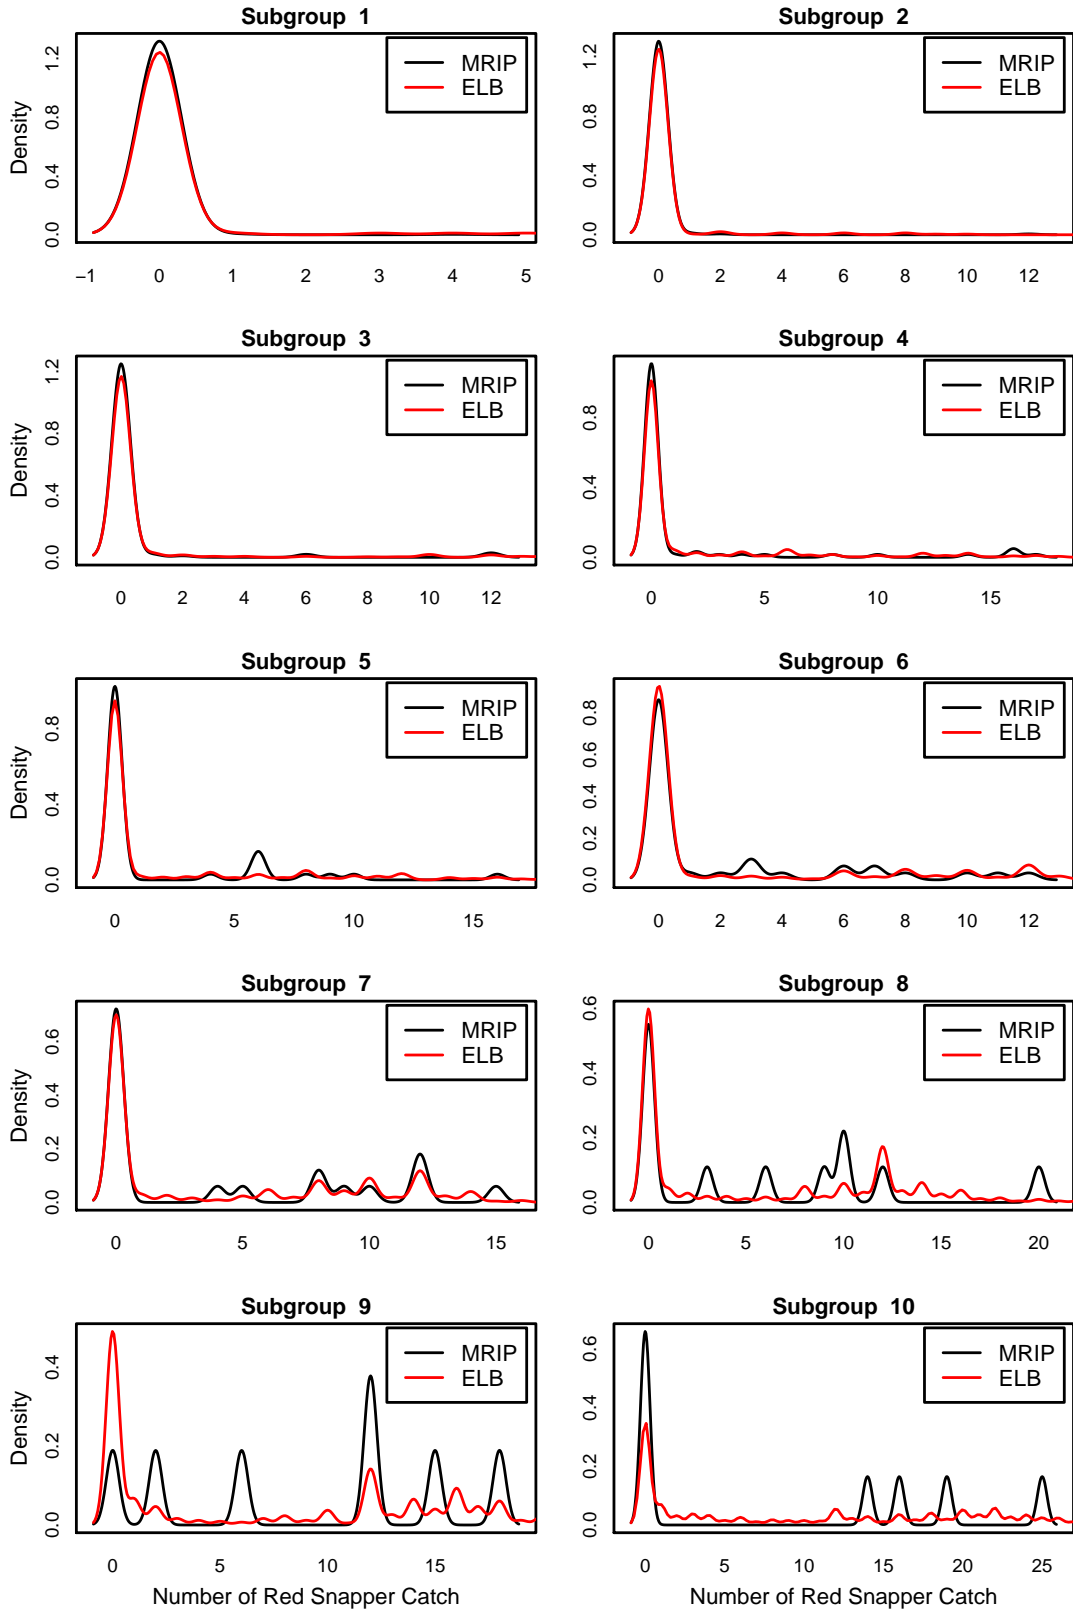 Subgroup 1
Density
0.0 0.4 0.8 1.2
MRIP
ELB
−1 0 1 2 3 4 5
Subgroup 2
0.0 0.4 0.8 1.2
MRIP
ELB
0 2 4 6 8 10 12
Subgroup 3
Density
0.0 0.4 0.8 1.2
MRIP
ELB
0 2 4 6 8 10 12
Subgroup 4
0.0 0.4 0.8
MRIP
ELB
0 5 10 15
Subgroup 5
Density
0.0 0.4 0.8
MRIP
ELB
0 5 10 15
Subgroup 6
0.0 0.2 0.4 0.6 0.8
MRIP
ELB
0 2 4 6 8 10 12
Subgroup 7
Density
0.0 0.2 0.4 0.6
MRIP
ELB
0 5 10 15
Subgroup 8
0.0 0.2 0.4 0.6
MRIP
ELB
0 5 10 15 20
Subgroup 9
Density
0.0 0.2 0.4
MRIP
ELB
0 5 10 15
Number of Red Snapper Catch
Subgroup 10
0.0 0.2 0.4 0.6
MRIP
ELB
0 5 10 15 20 25
Number of Red Snapper Catch